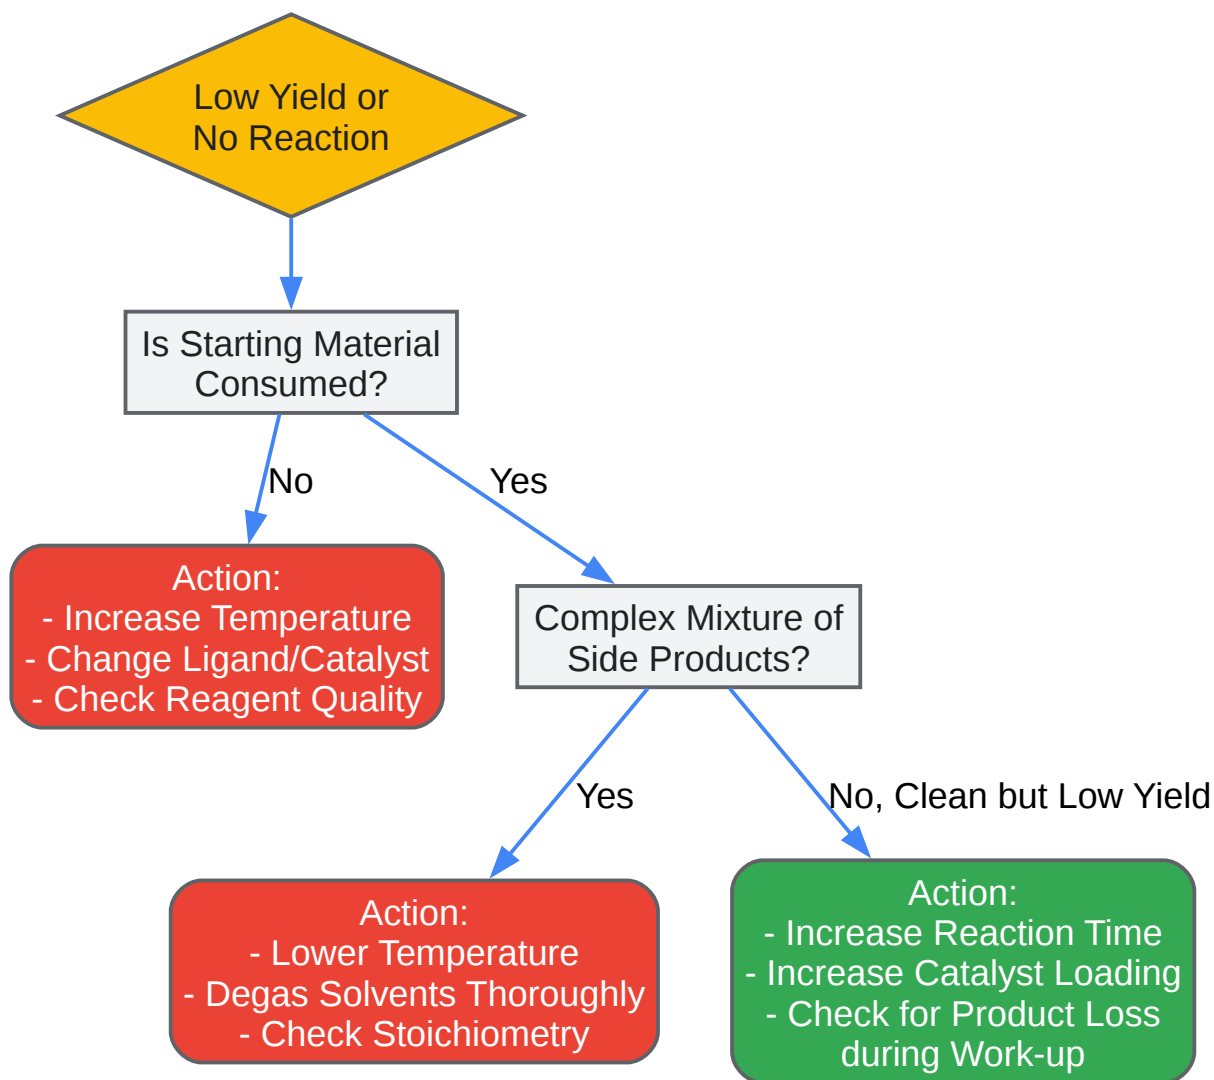 Low Yield or
No Reaction
Is Starting Material
Consumed?
No
Yes
Action:
- Increase Temperature
- Change Ligand/Catalyst
- Check Reagent Quality
Complex Mixture of
Side Products?
Yes
No, Clean but Low Yield
Action:
- Lower Temperature
- Degas Solvents Thoroughly
- Check Stoichiometry
Action:
- Increase Reaction Time
- Increase Catalyst Loading
- Check for Product Loss
during Work-up